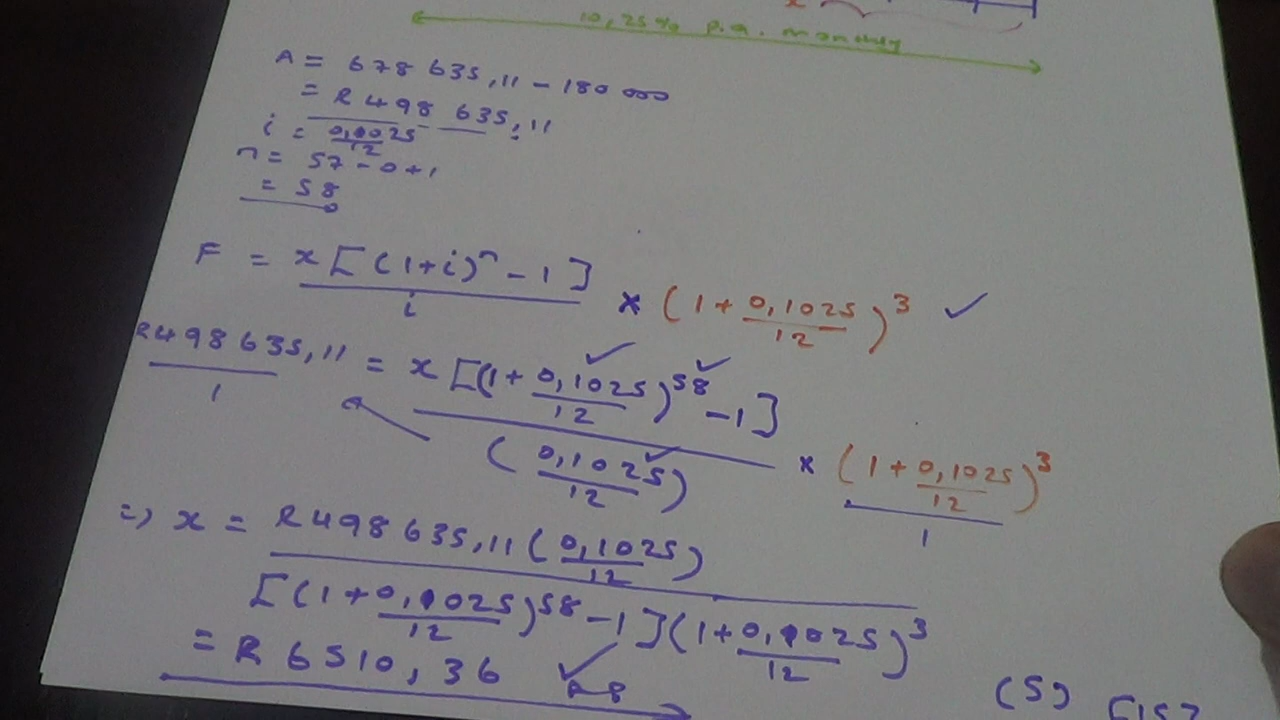 x
10,25% p.a. monthly
A = 678 635,11 - 180 000
= R 498 635,11
i = 0,1025/12
n = 57 - 0 + 1
= 58
F = x[(1+i)ⁿ - 1]/i × (1 + 0,1025/12)³ ✓
R498 635,11/1 = x[(1 + 0,1025/12)⁵⁸ - 1]/(0,1025/12) × (1 + 0,1025/12)³/1
=> x = R498 635,11(0,1025/12)/[(1 + 0,1025/12)⁵⁸ - 1](1 + 0,1025/12)³
= R 6510,36 ✓
(5)